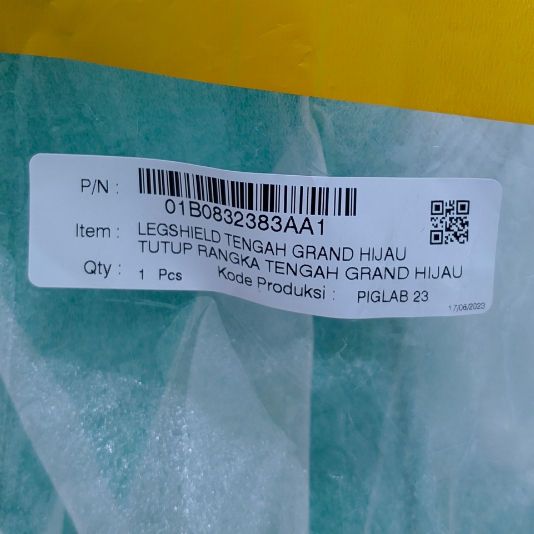 P/N : 01B0832383AA1
Item : LEGSHIELD TENGAH GRAND HIJAU
TUTUP RANGKA TENGAH GRAND HIJAU
Qty : 1 Pcs Kode Produksi : PIGLAB 23
17/06/2023